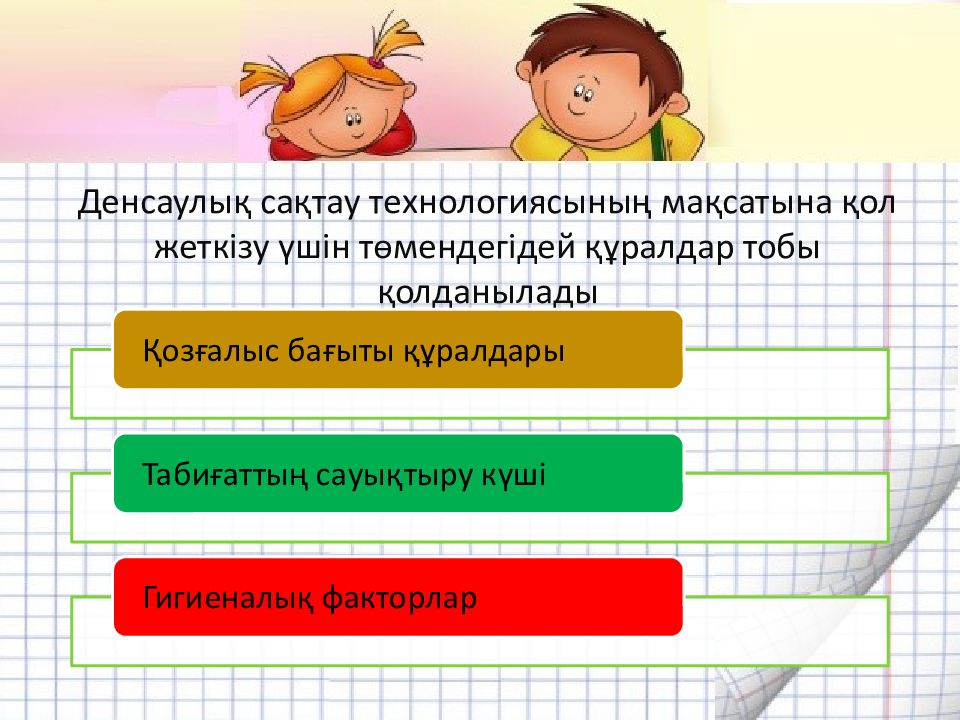 Денсаулық сақтау технологиясының мақсатына қол
жеткізу үшін төмендегідей құралдар тобы
қолданылады
Қозғалыс бағыты құралдары
Табиғаттың сауықтыру күші
Гигиеналық факторлар